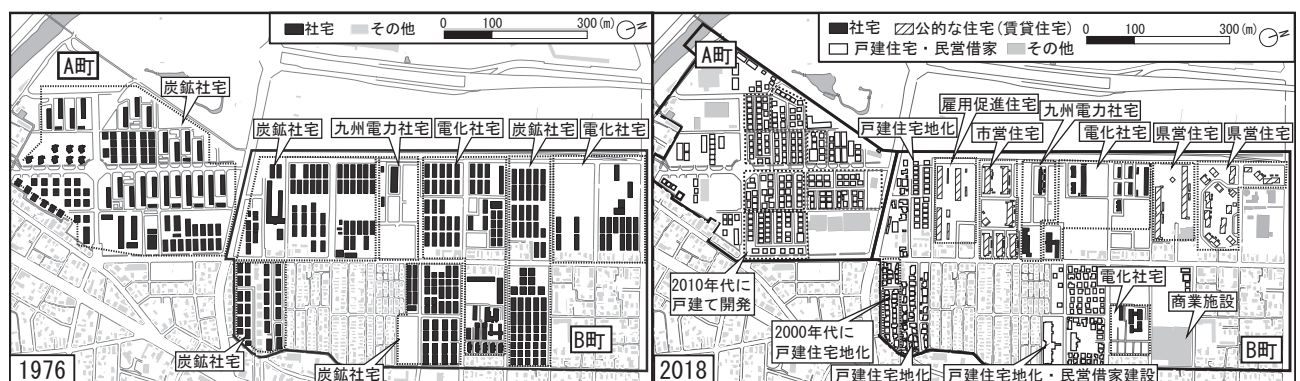 社宅 その他
0 100 300(m)
A町
炭鉱社宅
炭鉱社宅
九州電力社宅
電化社宅
炭鉱社宅
電化社宅
炭鉱社宅
炭鉱社宅
B町
1976
社宅 公的な住宅(賃貸住宅)
戸建住宅・民営借家 その他
0 100 300(m)
A町
戸建住宅地化
雇用促進住宅
市営住宅
九州電力社宅
電化社宅
県営住宅
県営住宅
2010年代に
戸建て開発
2000年代に
戸建住宅地化
戸建住宅地化
戸建住宅地化・民営借家建設
電化社宅
商業施設
B町
2018